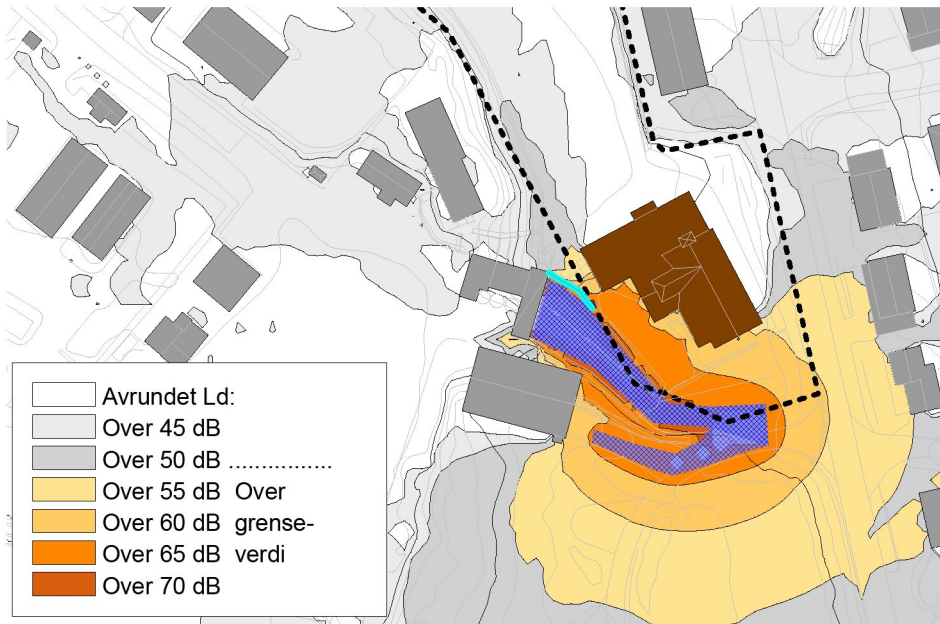 Avrundet Ld:
Over 45 dB
Over 50 dB ................
Over 55 dB Over
Over 60 dB grense-
Over 65 dB verdi
Over 70 dB